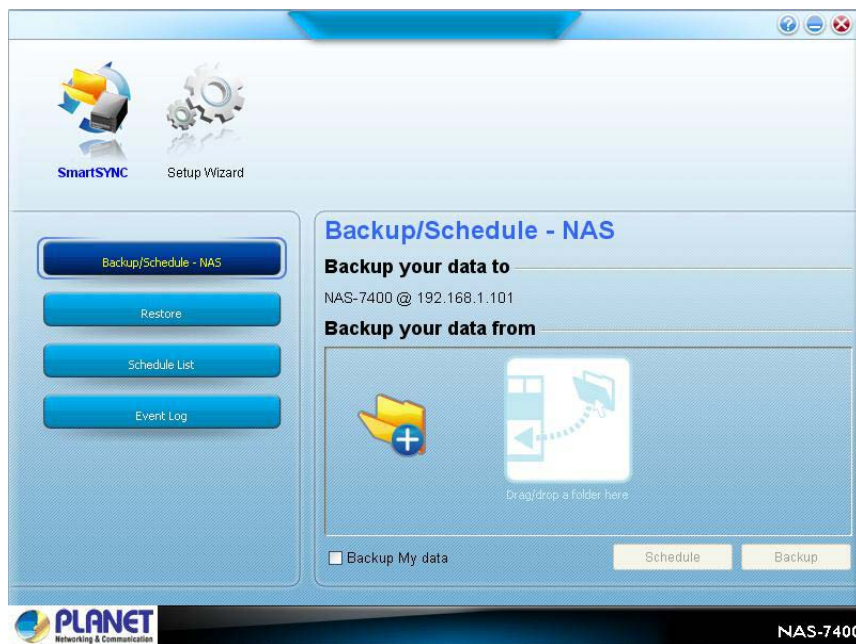 SmartSYNC
Setup Wizard
Backup/Schedule - NAS
Restore
Schedule List
Event Log
Backup/Schedule - NAS
Backup your data to
NAS-7400 @ 192.168.1.101
Backup your data from
Drag/drop a folder here
Backup My data
Schedule
Backup
PLANET
Networking & Communication
NAS-7400